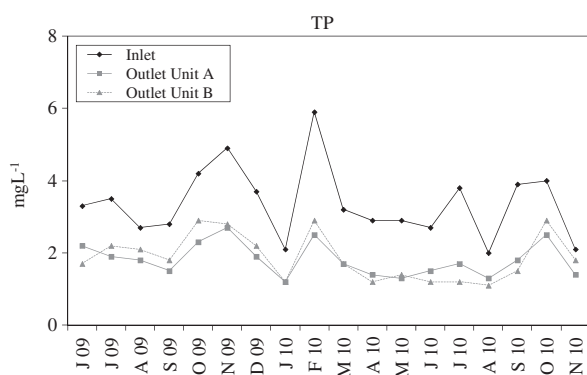 TP
8
6
4
2
0
mgL-1
Inlet
Outlet Unit A
Outlet Unit B
J 09
J 09
A 09
S 09
O 09
N 09
D 09
J 10
F 10
M 10
A 10
M 10
J 10
J 10
A 10
S 10
O 10
N 10